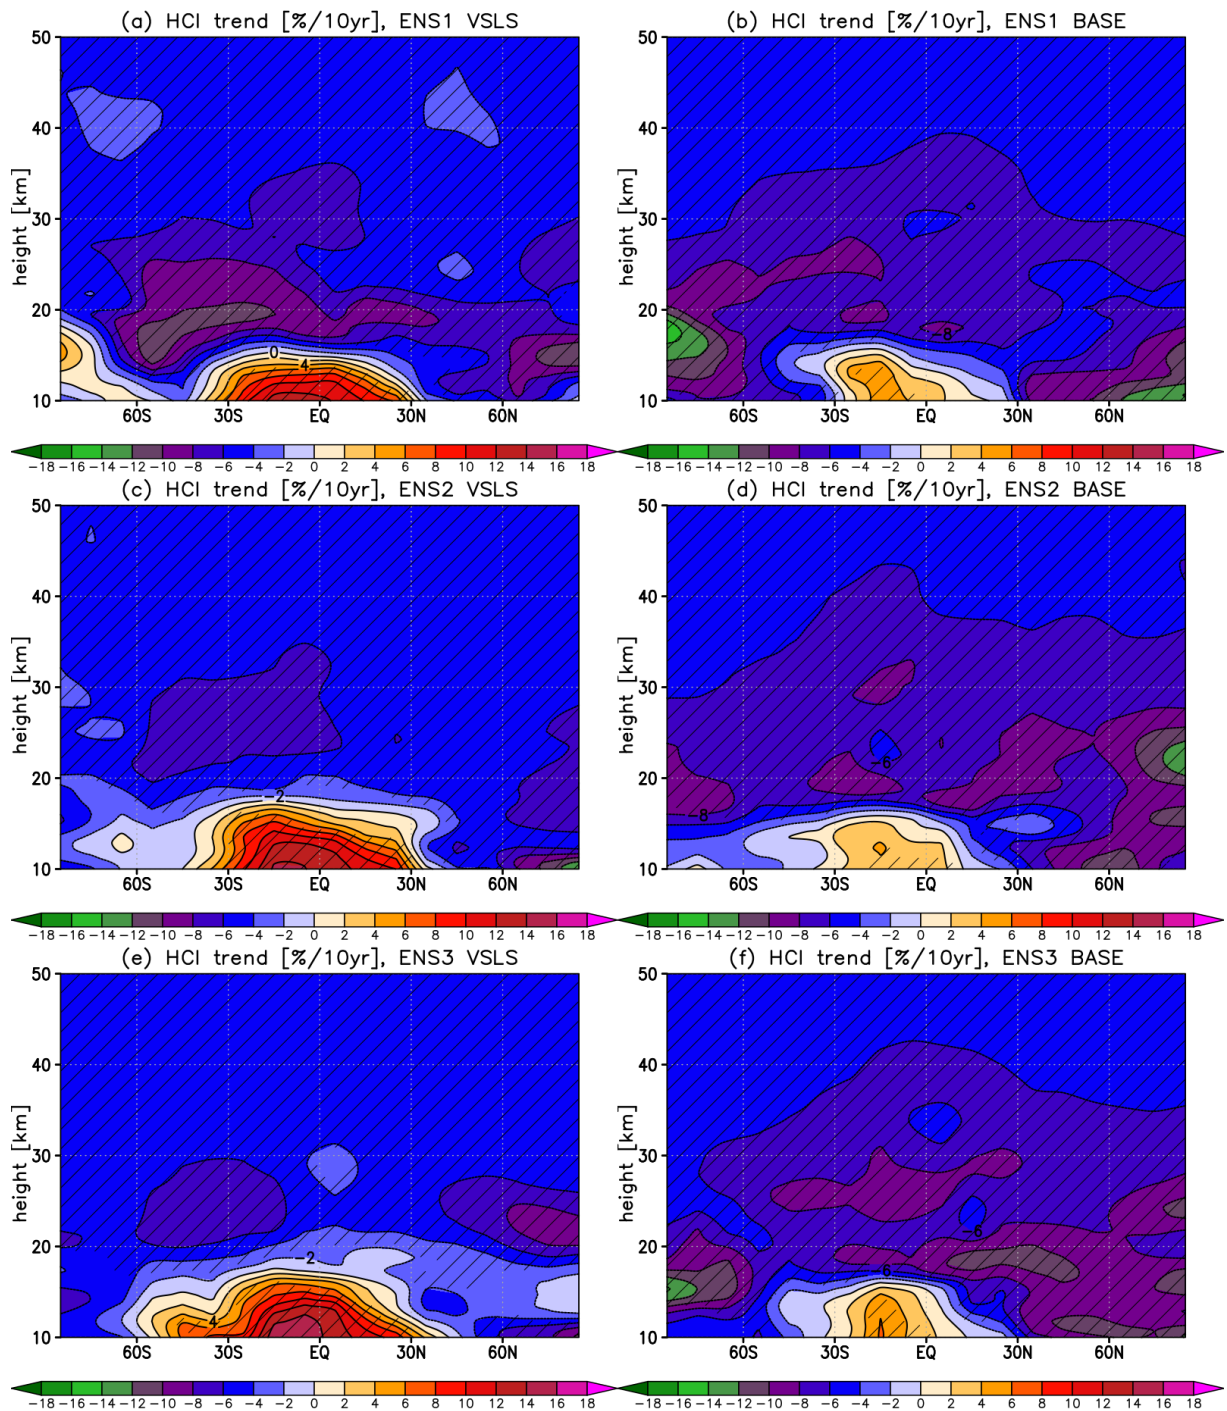 (a) HCl trend [%/10yr], ENS1 VSLS
(b) HCl trend [%/10yr], ENS1 BASE
50
40
30
20
10
height [km]
0
4
60S 30S EQ 30N 60N
50
40
30
20
10
height [km]
-8
60S 30S EQ 30N 60N
-18 -16 -14 -12 -10 -8 -6 -4 -2 0 2 4 6 8 10 12 14 16 18
-18 -16 -14 -12 -10 -8 -6 -4 -2 0 2 4 6 8 10 12 14 16 18
(c) HCl trend [%/10yr], ENS2 VSLS
(d) HCl trend [%/10yr], ENS2 BASE
50
40
30
20
10
height [km]
-2
60S 30S EQ 30N 60N
50
40
30
20
10
height [km]
-6
-8
60S 30S EQ 30N 60N
-18 -16 -14 -12 -10 -8 -6 -4 -2 0 2 4 6 8 10 12 14 16 18
-18 -16 -14 -12 -10 -8 -6 -4 -2 0 2 4 6 8 10 12 14 16 18
(e) HCl trend [%/10yr], ENS3 VSLS
(f) HCl trend [%/10yr], ENS3 BASE
50
40
30
20
10
height [km]
-2
4
60S 30S EQ 30N 60N
50
40
30
20
10
height [km]
-6
-6
60S 30S EQ 30N 60N
-18 -16 -14 -12 -10 -8 -6 -4 -2 0 2 4 6 8 10 12 14 16 18
-18 -16 -14 -12 -10 -8 -6 -4 -2 0 2 4 6 8 10 12 14 16 18